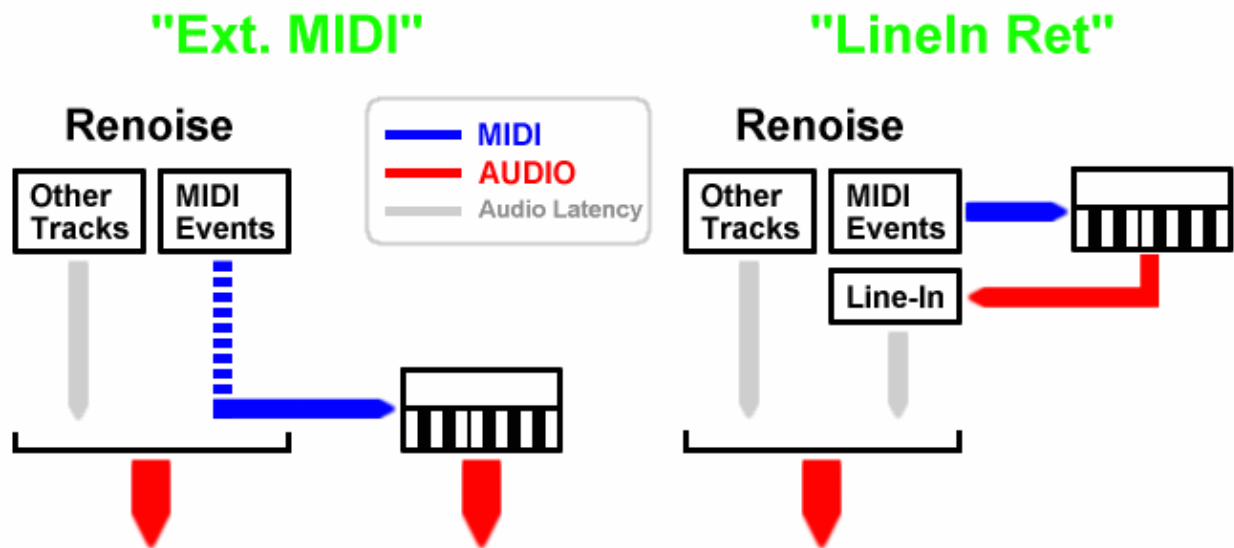 "Ext. MIDI"
"LineIn Ret"
Renoise
MIDI
AUDIO
Audio Latency
Renoise
Other
Tracks
MIDI
Events
Other
Tracks
MIDI
Events
Line-In